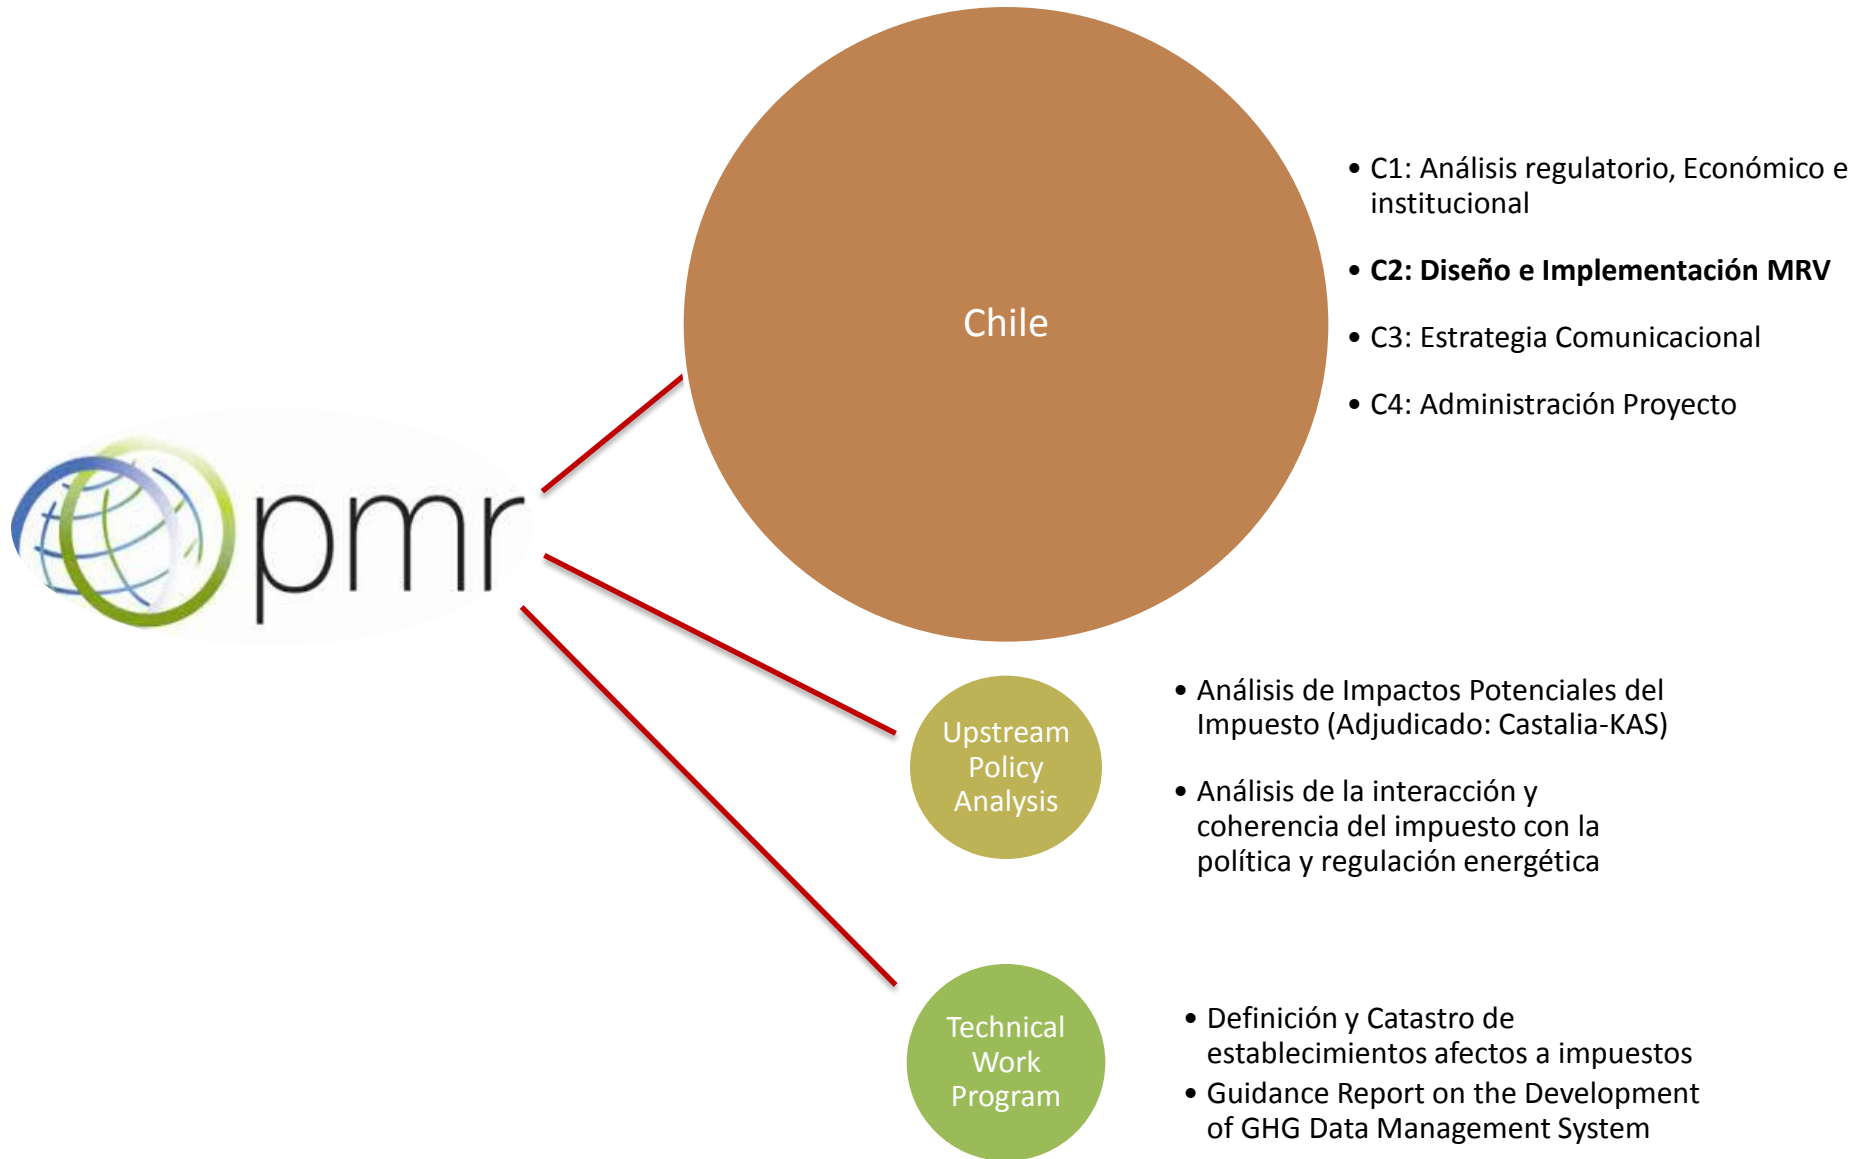 pmr
Chile
• C1: Análisis regulatorio, Económico e
institucional
• C2: Diseño e Implementación MRV
• C3: Estrategia Comunicacional
• C4: Administración Proyecto
Upstream
Policy
Analysis
• Análisis de Impactos Potenciales del
Impuesto (Adjudicado: Castalia-KAS)
• Análisis de la interacción y
coherencia del impuesto con la
política y regulación energética
Technical
Work
Program
• Definición y Catastro de
establecimientos afectos a impuestos
• Guidance Report on the Development
of GHG Data Management System